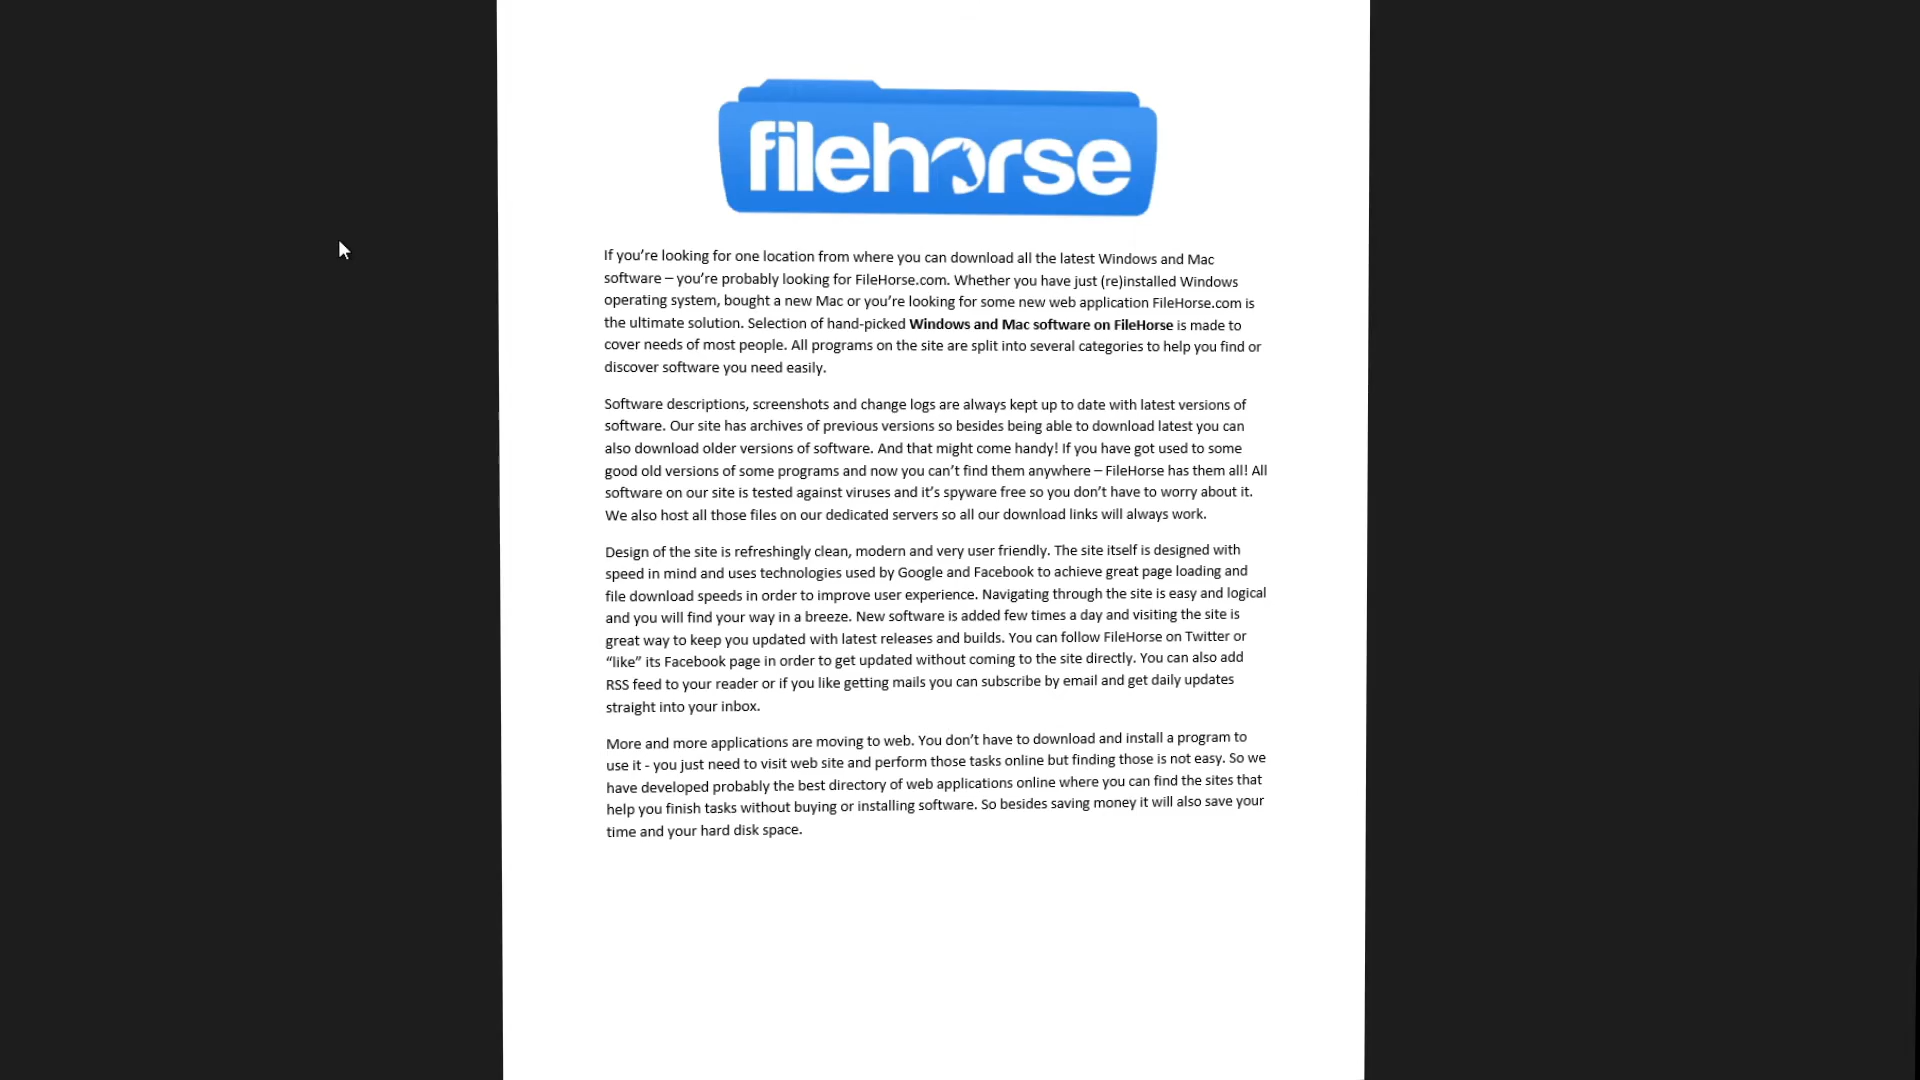 filehorse
If you’re looking for one location from where you can download all the latest Windows and Mac
software – you’re probably looking for FileHorse.com. Whether you have just (re)installed Windows
operating system, bought a new Mac or you’re looking for some new web application FileHorse.com is
the ultimate solution. Selection of hand-picked Windows and Mac software on FileHorse is made to
cover needs of most people. All programs on the site are split into several categories to help you find or
discover software you need easily.
Software descriptions, screenshots and change logs are always kept up to date with latest versions of
software. Our site has archives of previous versions so besides being able to download latest you can
also download older versions of software. And that might come handy! If you have got used to some
good old versions of some programs and now you can’t find them anywhere – FileHorse has them all! All
software on our site is tested against viruses and it’s spyware free so you don’t have to worry about it.
We also host all those files on our dedicated servers so all our download links will always work.
Design of the site is refreshingly clean, modern and very user friendly. The site itself is designed with
speed in mind and uses technologies used by Google and Facebook to achieve great page loading and
file download speeds in order to improve user experience. Navigating through the site is easy and logical
and you will find your way in a breeze. New software is added few times a day and visiting the site is
great way to keep you updated with latest releases and builds. You can follow FileHorse on Twitter or
“like” its Facebook page in order to get updated without coming to the site directly. You can also add
RSS feed to your reader or if you like getting mails you can subscribe by email and get daily updates
straight into your inbox.
More and more applications are moving to web. You don’t have to download and install a program to
use it - you just need to visit web site and perform those tasks online but finding those is not easy. So we
have developed probably the best directory of web applications online where you can find the sites that
help you finish tasks without buying or installing software. So besides saving money it will also save your
time and your hard disk space.